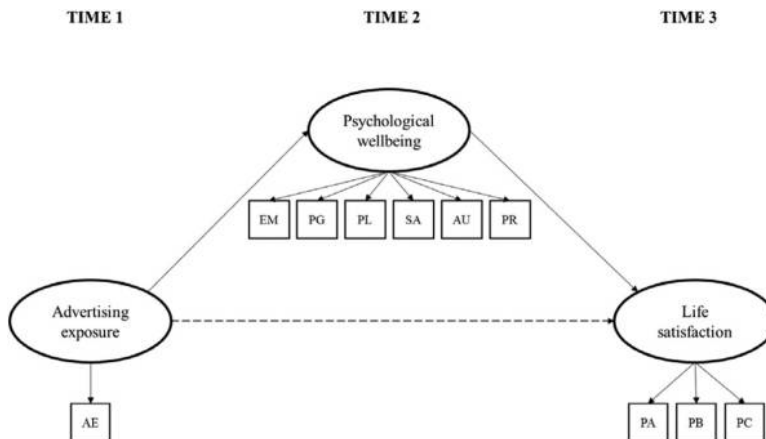 TIME 1 TIME 2 TIME 3
Psychological
wellbeing
EM PG PL SA AU PR
Advertising
exposure
Life
satisfaction
AE
PA PB PC